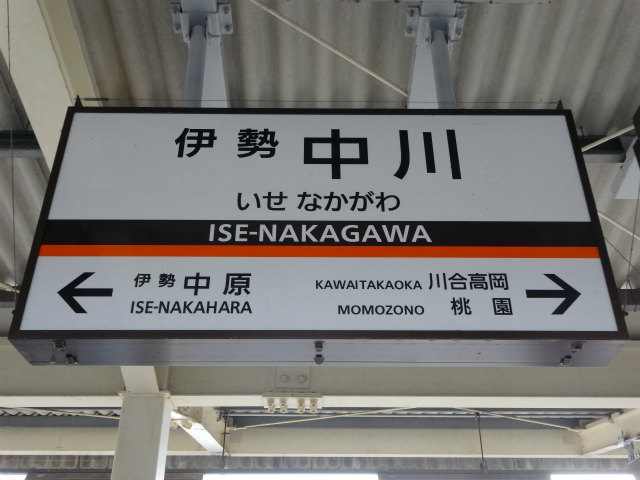 伊勢 中川
いせ なかがわ
ISE-NAKAGAWA
← 伊勢 中原
ISE-NAKAHARA
KAWAITAKAOKA 川合高岡 →
MOMOZONO 桃園